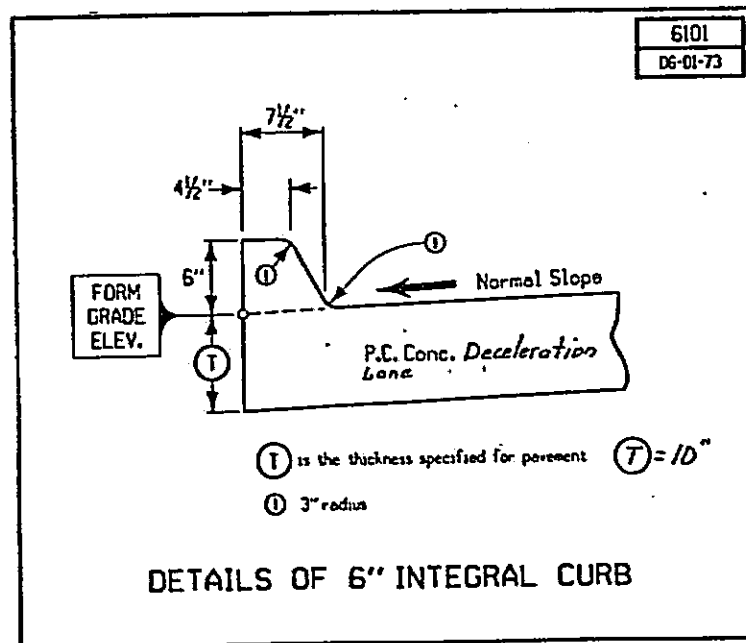 6101
06-01-73
7½"
4½"
①
6"
①
Normal Slope
FORM
GRADE
ELEV.
T
P.C. Conc. Deceleration
Lane
T is the thickness specified for pavement T = 10"
① 3" radius
DETAILS OF 6" INTEGRAL CURB